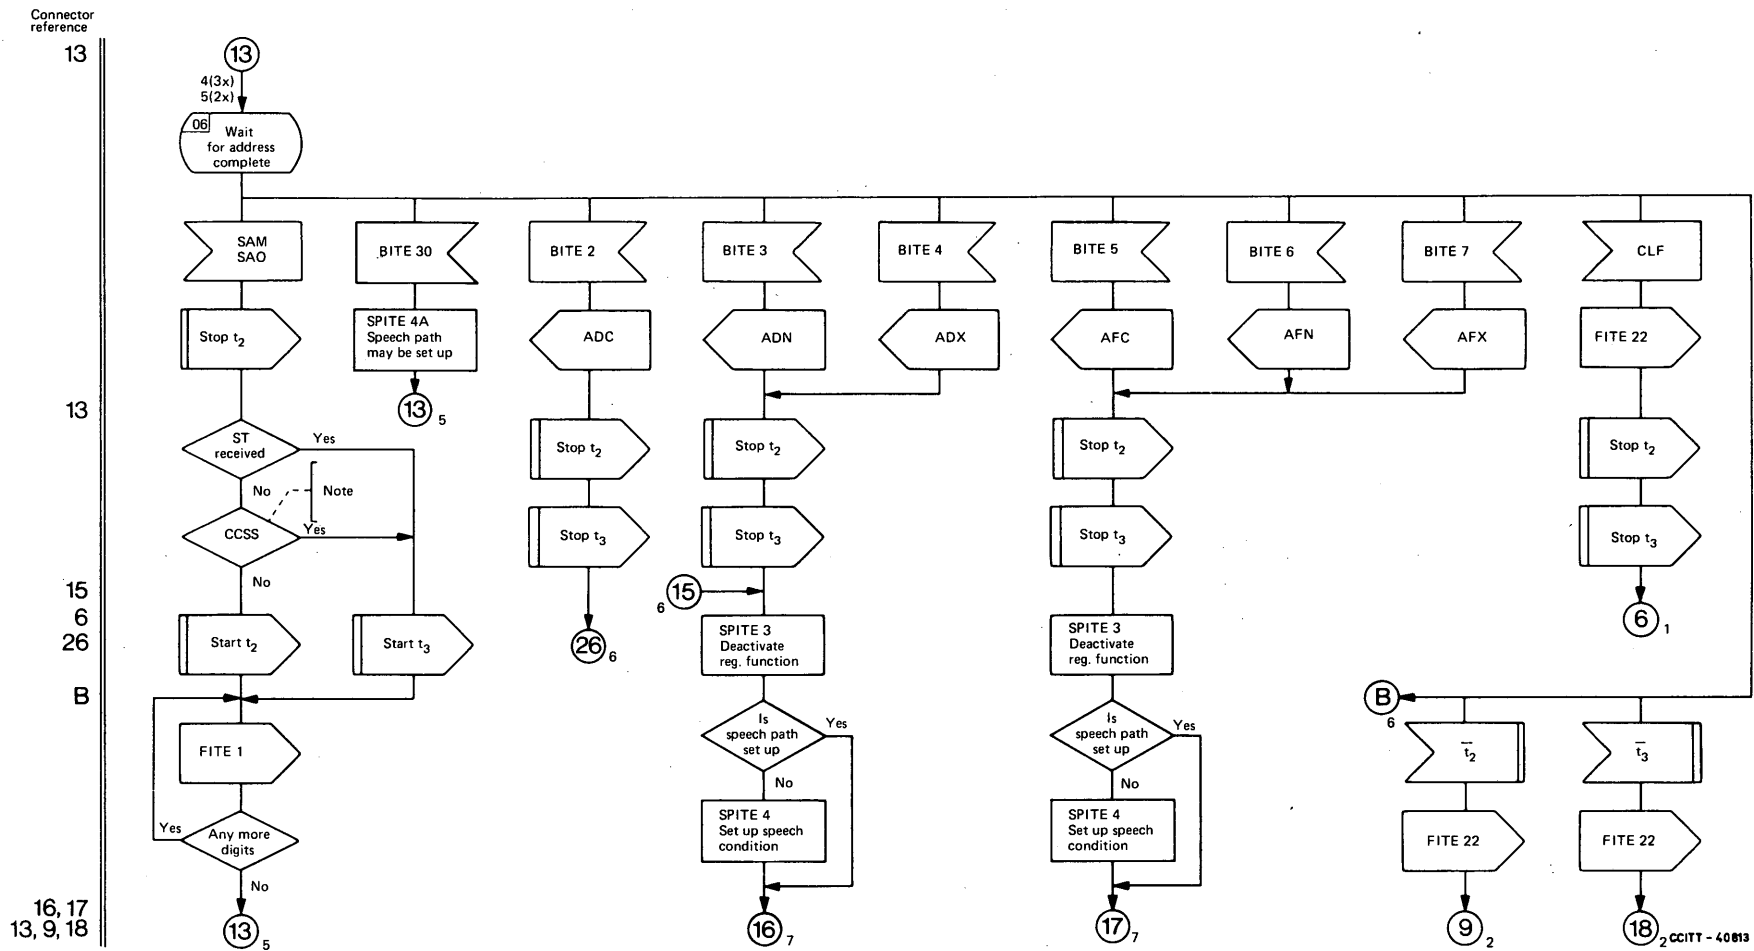 Connector
reference
13
13
4(3x)
5(2x)
06
Wait
for address
complete
SAM
SAO
BITE 30
BITE 2
BITE 3
BITE 4
BITE 5
BITE 6
BITE 7
CLF
Stop t2
SPITE 4A
Speech path
may be set up
ADC
ADN
ADX
AFC
AFN
AFX
FITE 22
13
13 5
ST
received
Yes
No
Note
Stop t2
Stop t2
Stop t2
Stop t2
CCSS
Yes
No
Stop t3
Stop t3
Stop t3
Stop t3
15
6 15
6
6 1
26
Start t2
Start t3
26 6
SPITE 3
Deactivate
reg. function
SPITE 3
Deactivate
reg. function
B
B 6
FITE 1
Is
speech path
set up
Yes
No
Is
speech path
set up
Yes
No
t̄2
t̄3
Any more
digits
Yes
No
SPITE 4
Set up speech
condition
SPITE 4
Set up speech
condition
FITE 22
FITE 22
16, 17
13, 9, 18
13 5
16 7
17 7
9 2
18 2
CCITT - 40813